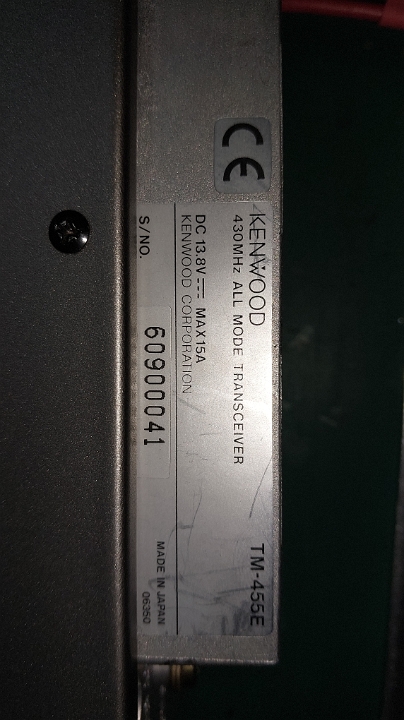 CE
KENWOOD TM-455E
430MHz ALL MODE TRANSCEIVER
DC 13.8V MAX15A
KENWOOD CORPORATION MADE IN JAPAN
S/NO. 60900041 06350